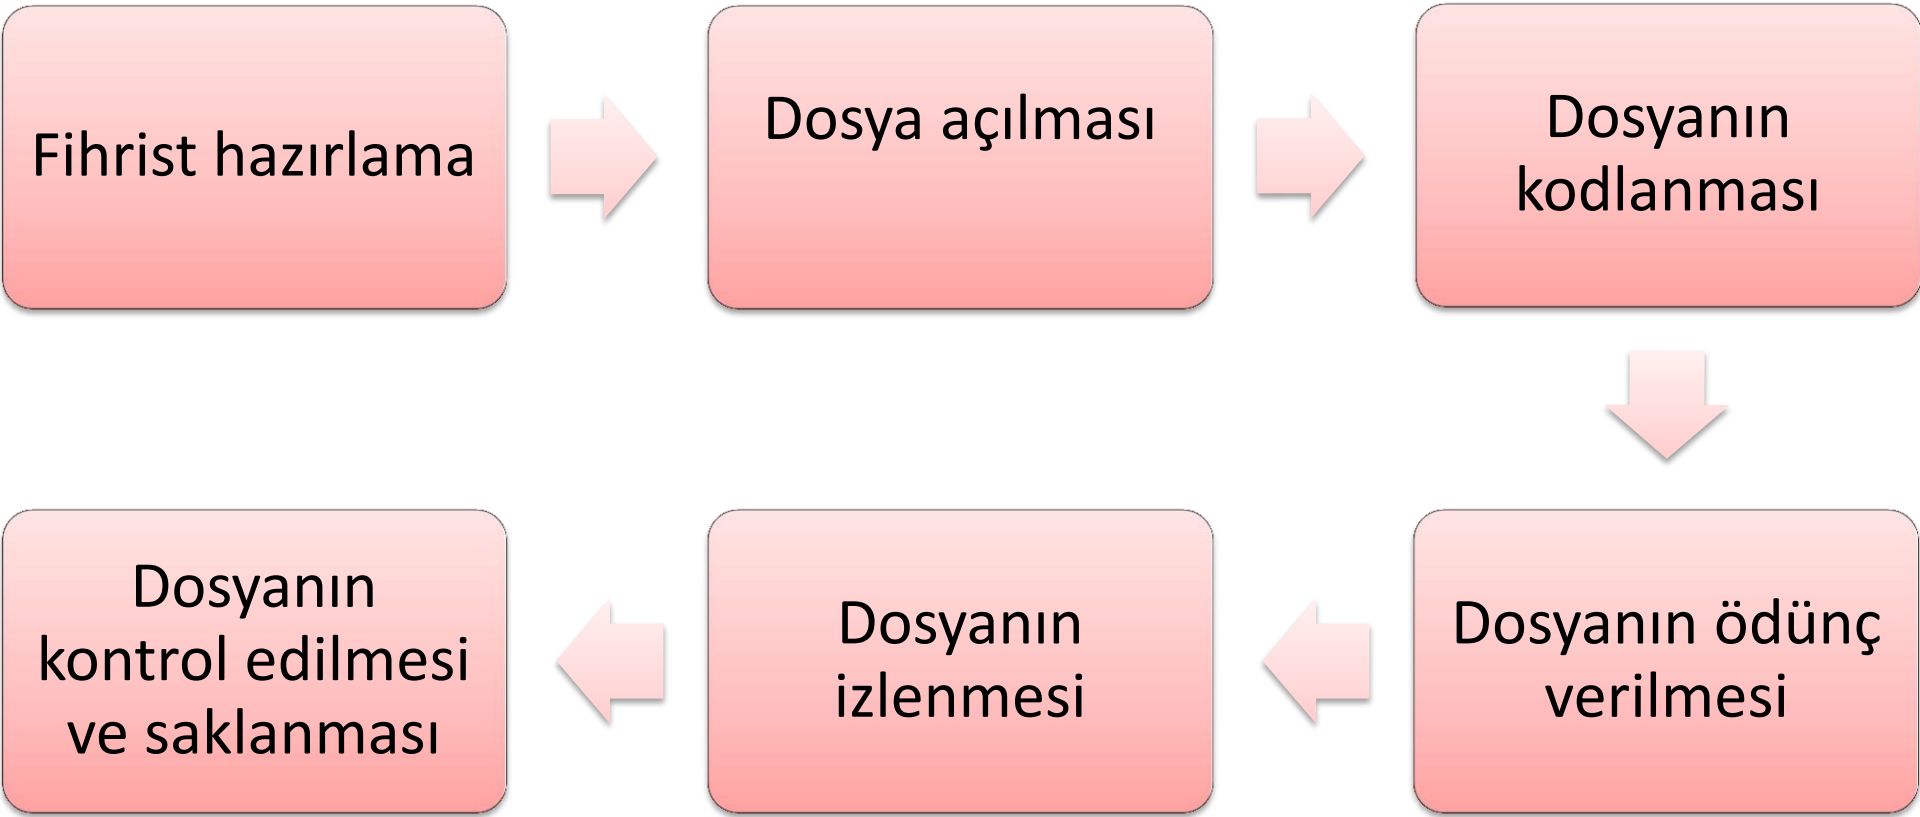 Fihrist hazırlama
Dosya açılması
Dosyanın
kodlanması
Dosyanın ödünç
verilmesi
Dosyanın
izlenmesi
Dosyanın
kontrol edilmesi
ve saklanması